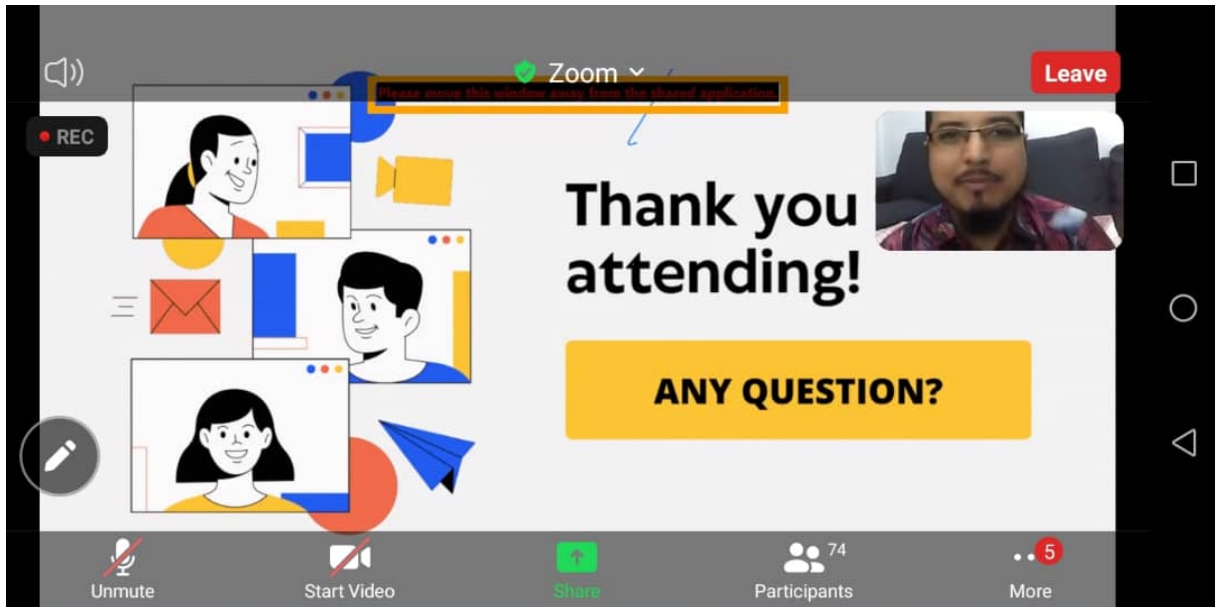 Zoom
Leave
Please move this window away from the shared application.
REC
Thank you
attending!
ANY QUESTION?
74
5
Unmute
Start Video
Share
Participants
More